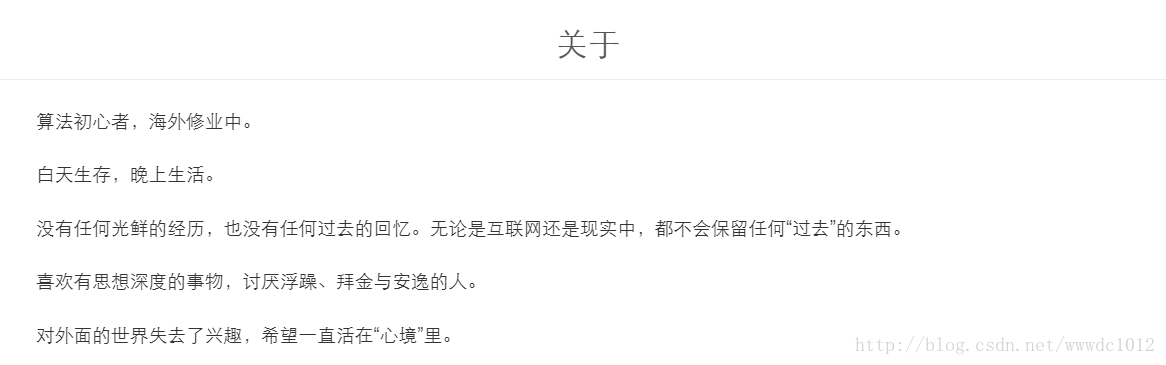 关于
算法初心者，海外修业中。
白天生存，晚上生活。
没有任何光鲜的经历，也没有任何过去的回忆。无论是互联网还是现实中，都不会保留任何“过去”的东西。
喜欢有思想深度的事物，讨厌浮躁、拜金与安逸的人。
对外面的世界失去了兴趣，希望一直活在“心境”里。
http://blog.csdn.net/wwwdc1012